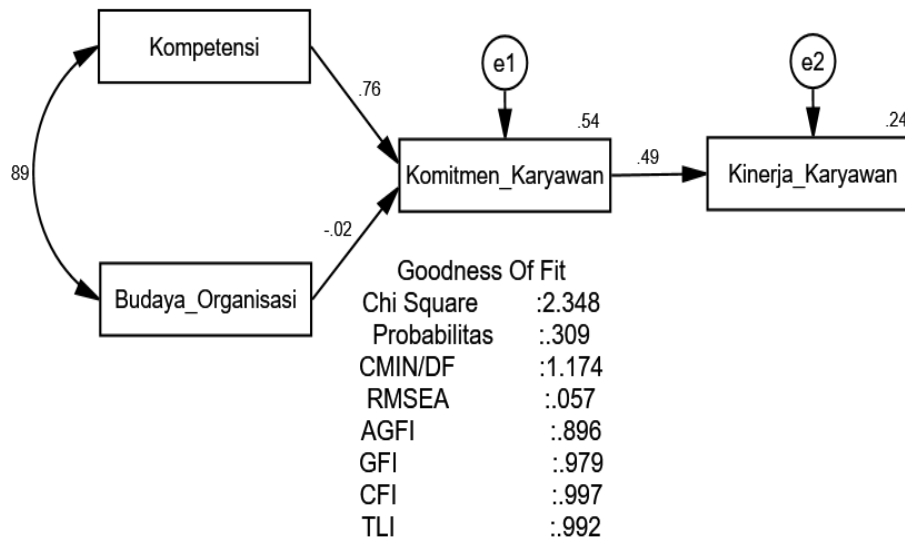 Kompetensi
e1
e2
.76
.54
.24
89
Komitmen_Karyawan
.49
Kinerja_Karyawan
-.02
Budaya_Organisasi
Goodness Of Fit
Chi Square :2.348
Probabilitas :.309
CMIN/DF :1.174
RMSEA :.057
AGFI :.896
GFI :.979
CFI :.997
TLI :.992